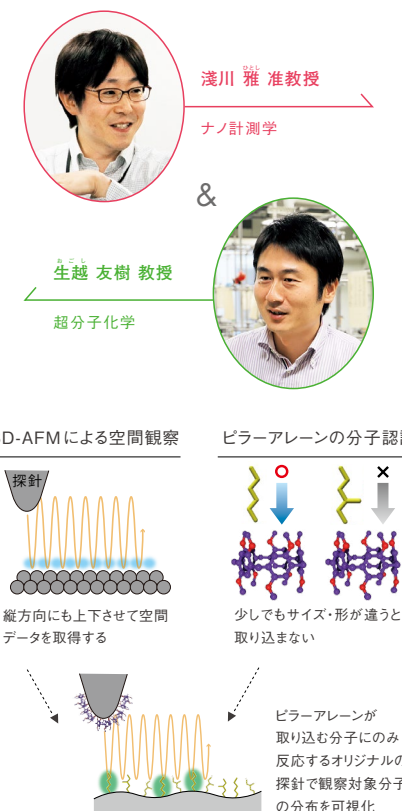 ひとし
淺川 雅 准教授
ナノ計測学
&
おごし
生越 友樹 教授
超分子化学
D-AFMによる空間観察
ピラーアレーンの分子認
探針
縦方向にも上下させて空間
データを取得する
少しでもサイズ・形が違うと
取り込まない
ピラーアレーンが
取り込む分子にのみ
反応するオリジナルの
探針で観察対象分子
の分布を可視化